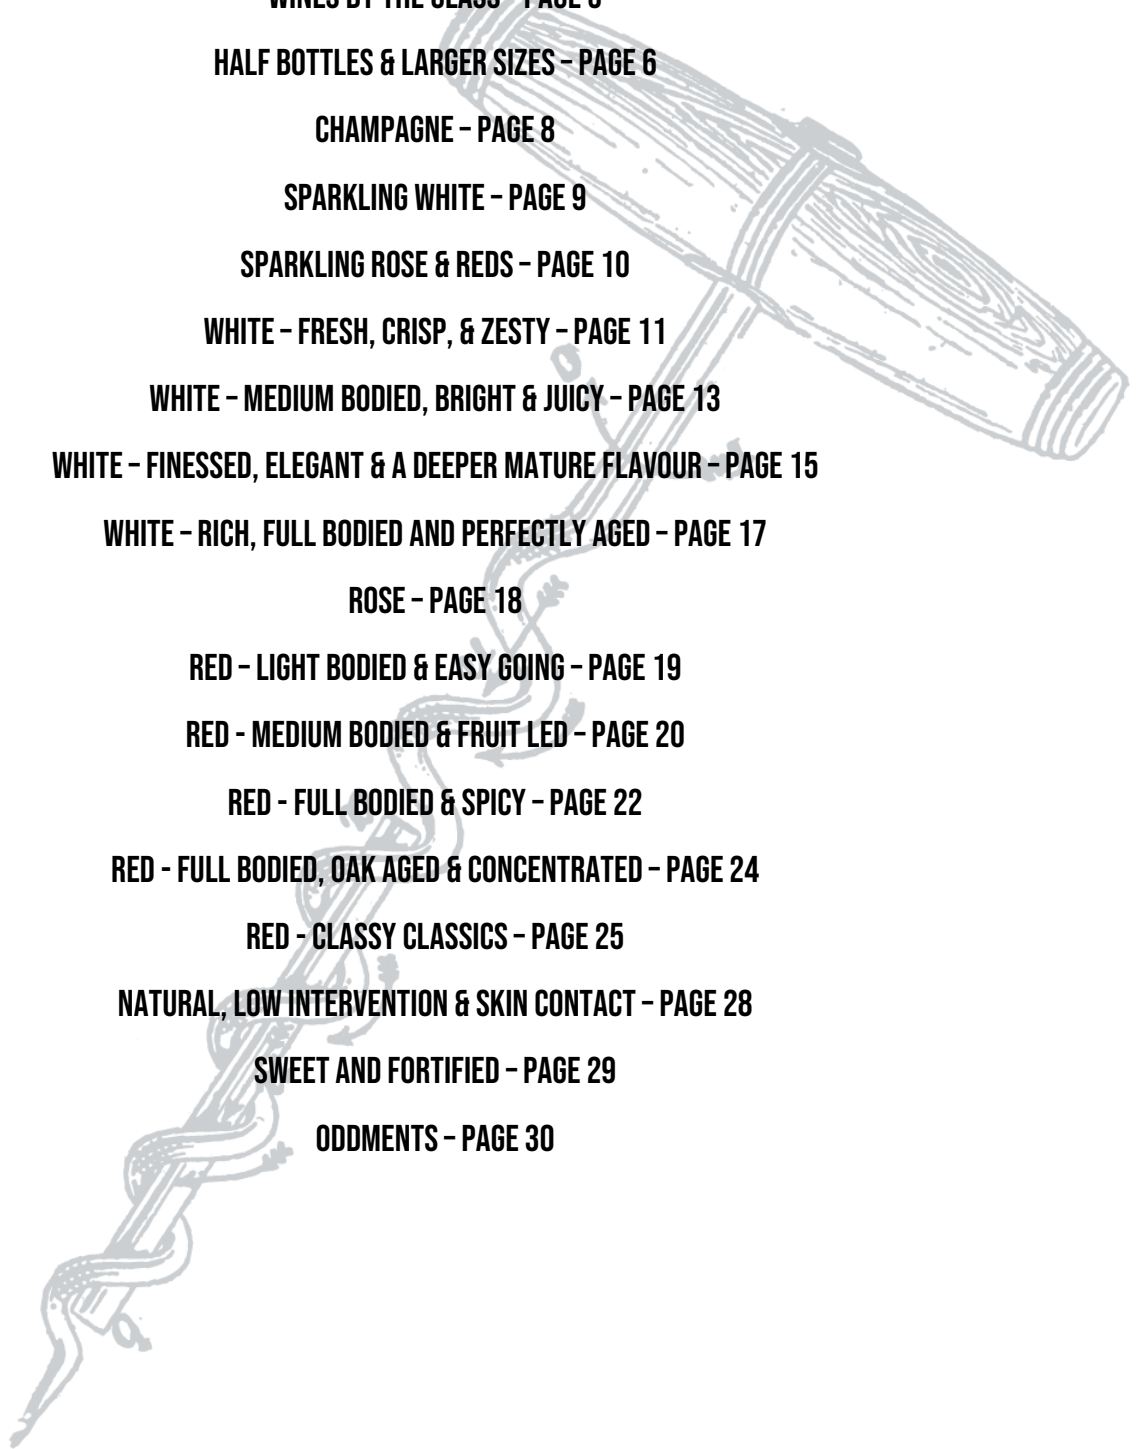 WINES BY THE GLASS – PAGE
HALF BOTTLES & LARGER SIZES – PAGE 6
CHAMPAGNE – PAGE 8
SPARKLING WHITE – PAGE 9
SPARKLING ROSE & REDS – PAGE 10
WHITE – FRESH, CRISP, & ZESTY – PAGE 11
WHITE – MEDIUM BODIED, BRIGHT & JUICY – PAGE 13
WHITE – FINESSED, ELEGANT & A DEEPER MATURE FLAVOUR – PAGE 15
WHITE – RICH, FULL BODIED AND PERFECTLY AGED – PAGE 17
ROSE – PAGE 18
RED – LIGHT BODIED & EASY GOING – PAGE 19
RED - MEDIUM BODIED & FRUIT LED – PAGE 20
RED - FULL BODIED & SPICY – PAGE 22
RED - FULL BODIED, OAK AGED & CONCENTRATED – PAGE 24
RED - CLASSY CLASSICS – PAGE 25
NATURAL, LOW INTERVENTION & SKIN CONTACT – PAGE 28
SWEET AND FORTIFIED – PAGE 29
ODDMENTS – PAGE 30